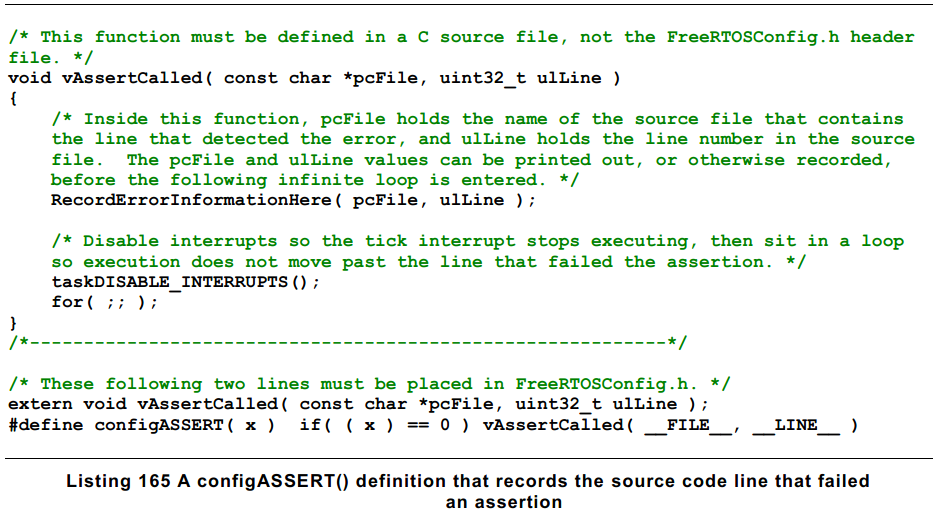 /* This function must be defined in a C source file, not the FreeRTOSConfig.h header
file. */
void vAssertCalled( const char *pcFile, uint32_t ulLine )
{
    /* Inside this function, pcFile holds the name of the source file that contains
    the line that detected the error, and ulLine holds the line number in the source
    file.  The pcFile and ulLine values can be printed out, or otherwise recorded,
    before the following infinite loop is entered. */
    RecordErrorInformationHere( pcFile, ulLine );

    /* Disable interrupts so the tick interrupt stops executing, then sit in a loop
    so execution does not move past the line that failed the assertion. */
    taskDISABLE_INTERRUPTS();
    for( ;; );
}
/*-----------------------------------------------------------*/

/* These following two lines must be placed in FreeRTOSConfig.h. */
extern void vAssertCalled( const char *pcFile, uint32_t ulLine );
#define configASSERT( x )  if( ( x ) == 0 ) vAssertCalled( __FILE__, __LINE__ )

Listing 165 A configASSERT() definition that records the source code line that failed
an assertion